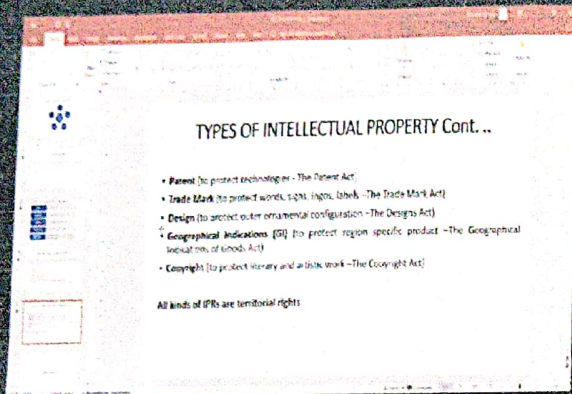 TYPES OF INTELLECTUAL PROPERTY Cont. ..
• Patent (to protect technologies - The Patent Act)
• Trade Mark (to protect words, signs, logos, labels –The Trade Mark Act)
• Design (to protect outer ornamental configuration –The Designs Act)
• Geographical Indications (GI) (to protect region specific product –The Geographical
Indications of Goods Act)
• Copyright (to protect literary and artistic work –The Copyright Act)
All kinds of IPRs are territorial rights